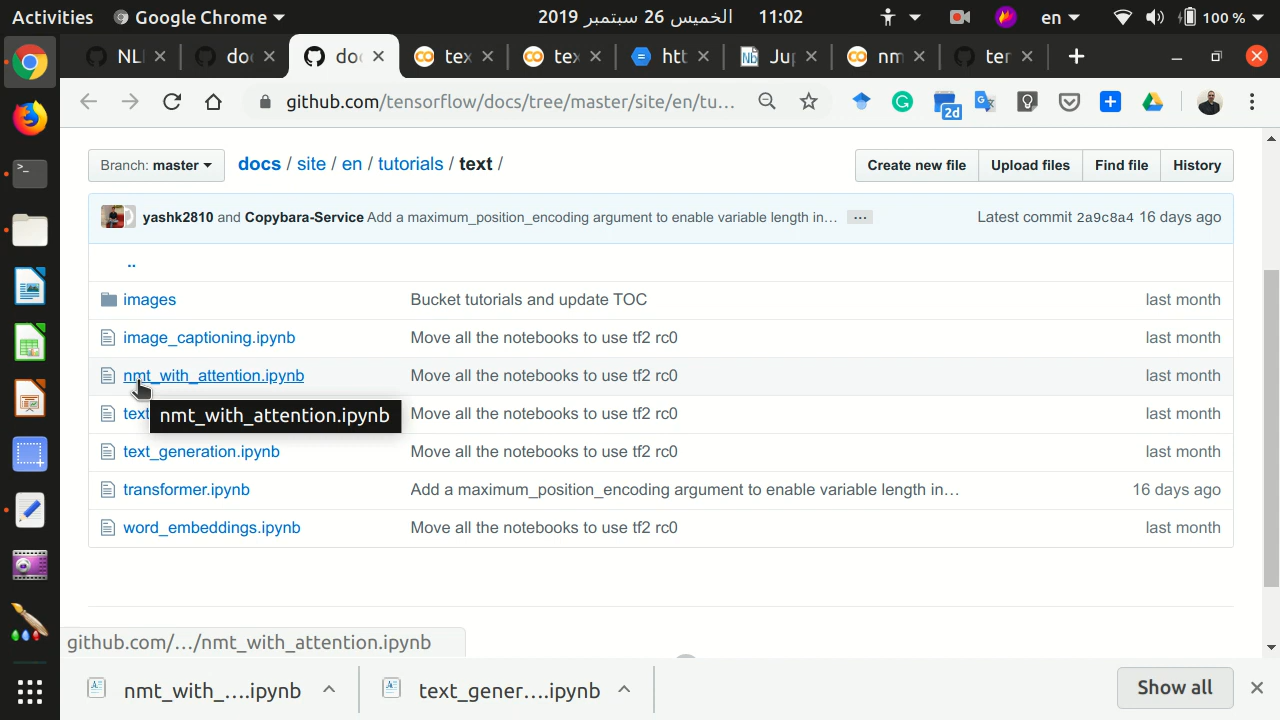 Activities Google Chrome الخميس 26 سبتمبر 2019 11:02 en 100 %
NLI doc doc tex tex htt Jup nm ter
github.com/tensorflow/docs/tree/master/site/en/tu... 2d
Branch: master docs / site / en / tutorials / text / Create new file Upload files Find file History
yashk2810 and Copybara-Service Add a maximum_position_encoding argument to enable variable length in... Latest commit 2a9c8a4 16 days ago
..
images Bucket tutorials and update TOC last month
image_captioning.ipynb Move all the notebooks to use tf2 rc0 last month
nmt_with_attention.ipynb Move all the notebooks to use tf2 rc0 last month
text nmt_with_attention.ipynb Move all the notebooks to use tf2 rc0 last month
text_generation.ipynb Move all the notebooks to use tf2 rc0 last month
transformer.ipynb Add a maximum_position_encoding argument to enable variable length in... 16 days ago
word_embeddings.ipynb Move all the notebooks to use tf2 rc0 last month
github.com/.../nmt_with_attention.ipynb
nmt_with_....ipynb text_gener....ipynb Show all